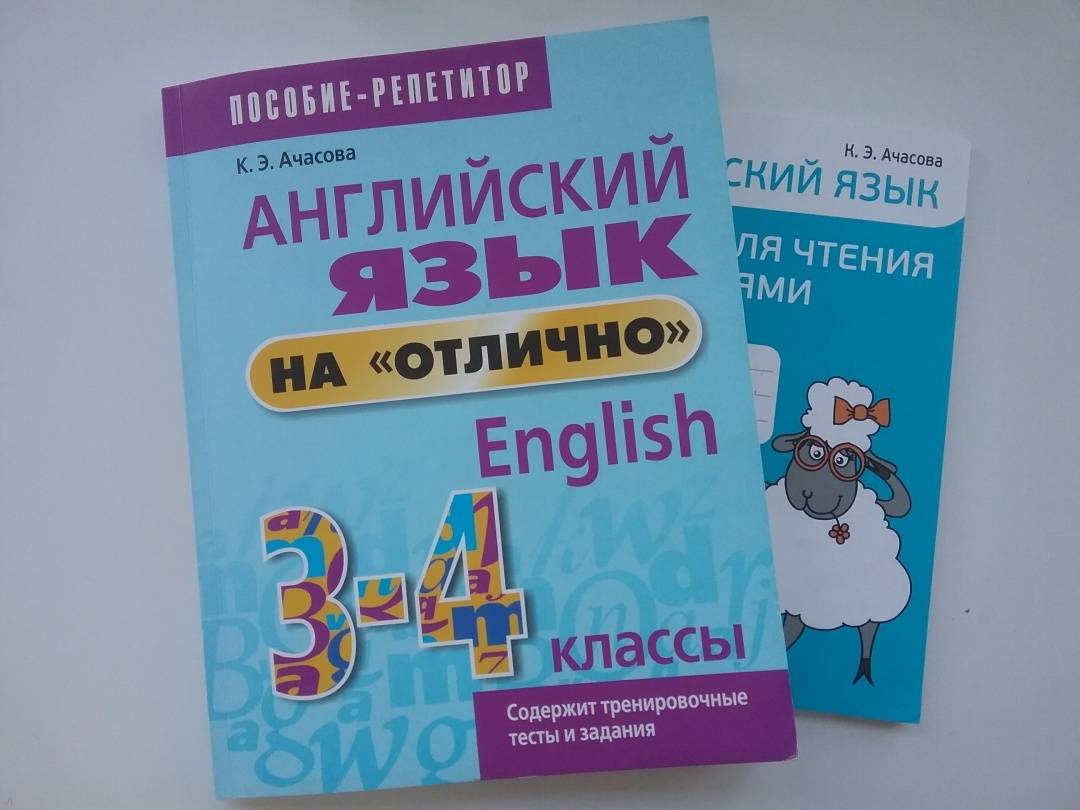 ПОСОБИЕ-РЕПЕТИТОР
К. Э. Ачасова
АНГЛИЙСКИЙ
ЯЗЫК
НА «ОТЛИЧНО»
English
3-4
классы
Содержит тренировочные
тесты и задания
К. Э. Ачасова
СКИЙ ЯЗЫК
ЛЯ ЧТЕНИЯ
ЯМИ